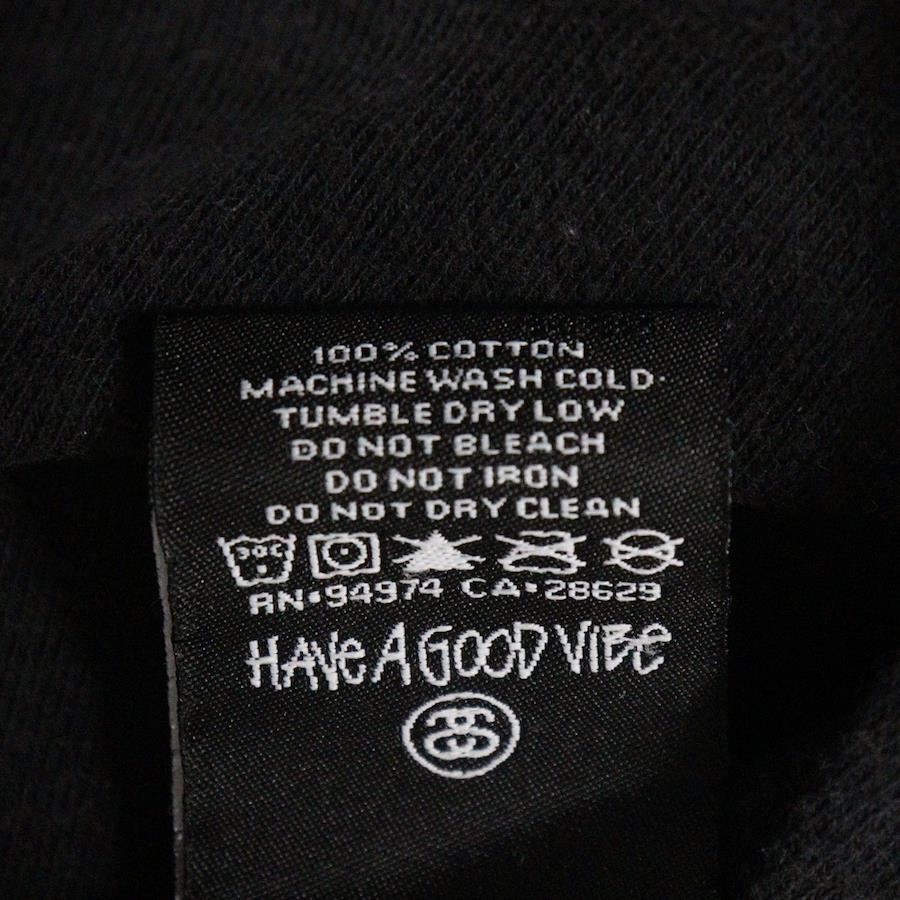 100% COTTON
MACHINE WASH COLD
TUMBLE DRY LOW
DO NOT BLEACH
DO NOT IRON
DO NOT DRY CLEAN
30C
RN•94974 CA•28629
HAVE A GOOD VIBE